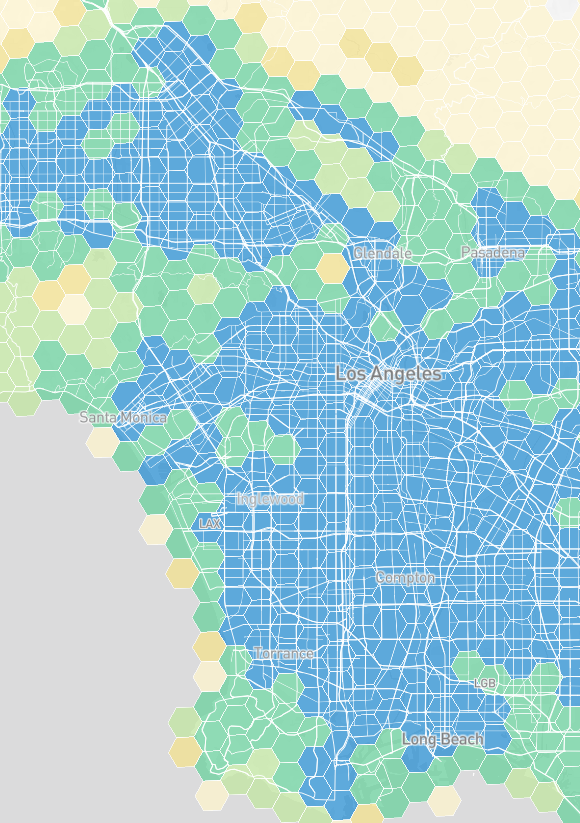 Glendale
Pasadena
Los Angeles
Santa Monica
Inglewood
LAX
Compton
Torrance
LGB
Long Beach